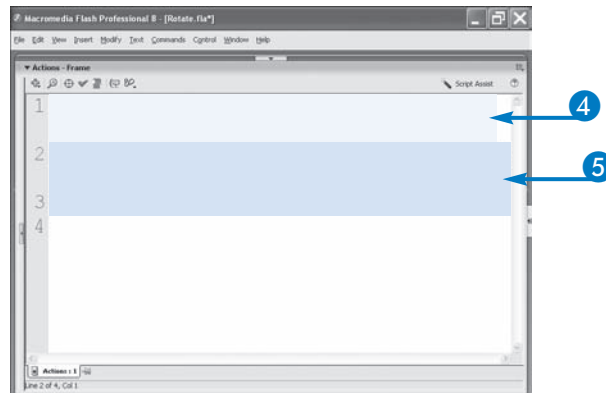 Macromedia Flash Professional 8 - [Rotate.fla*]
File Edit View Insert Modify Text Commands Control Window Help
▼ Actions - Frame
Script Assist
1
4
2
5
3
4
Actions : 1
Line 2 of 4, Col 1